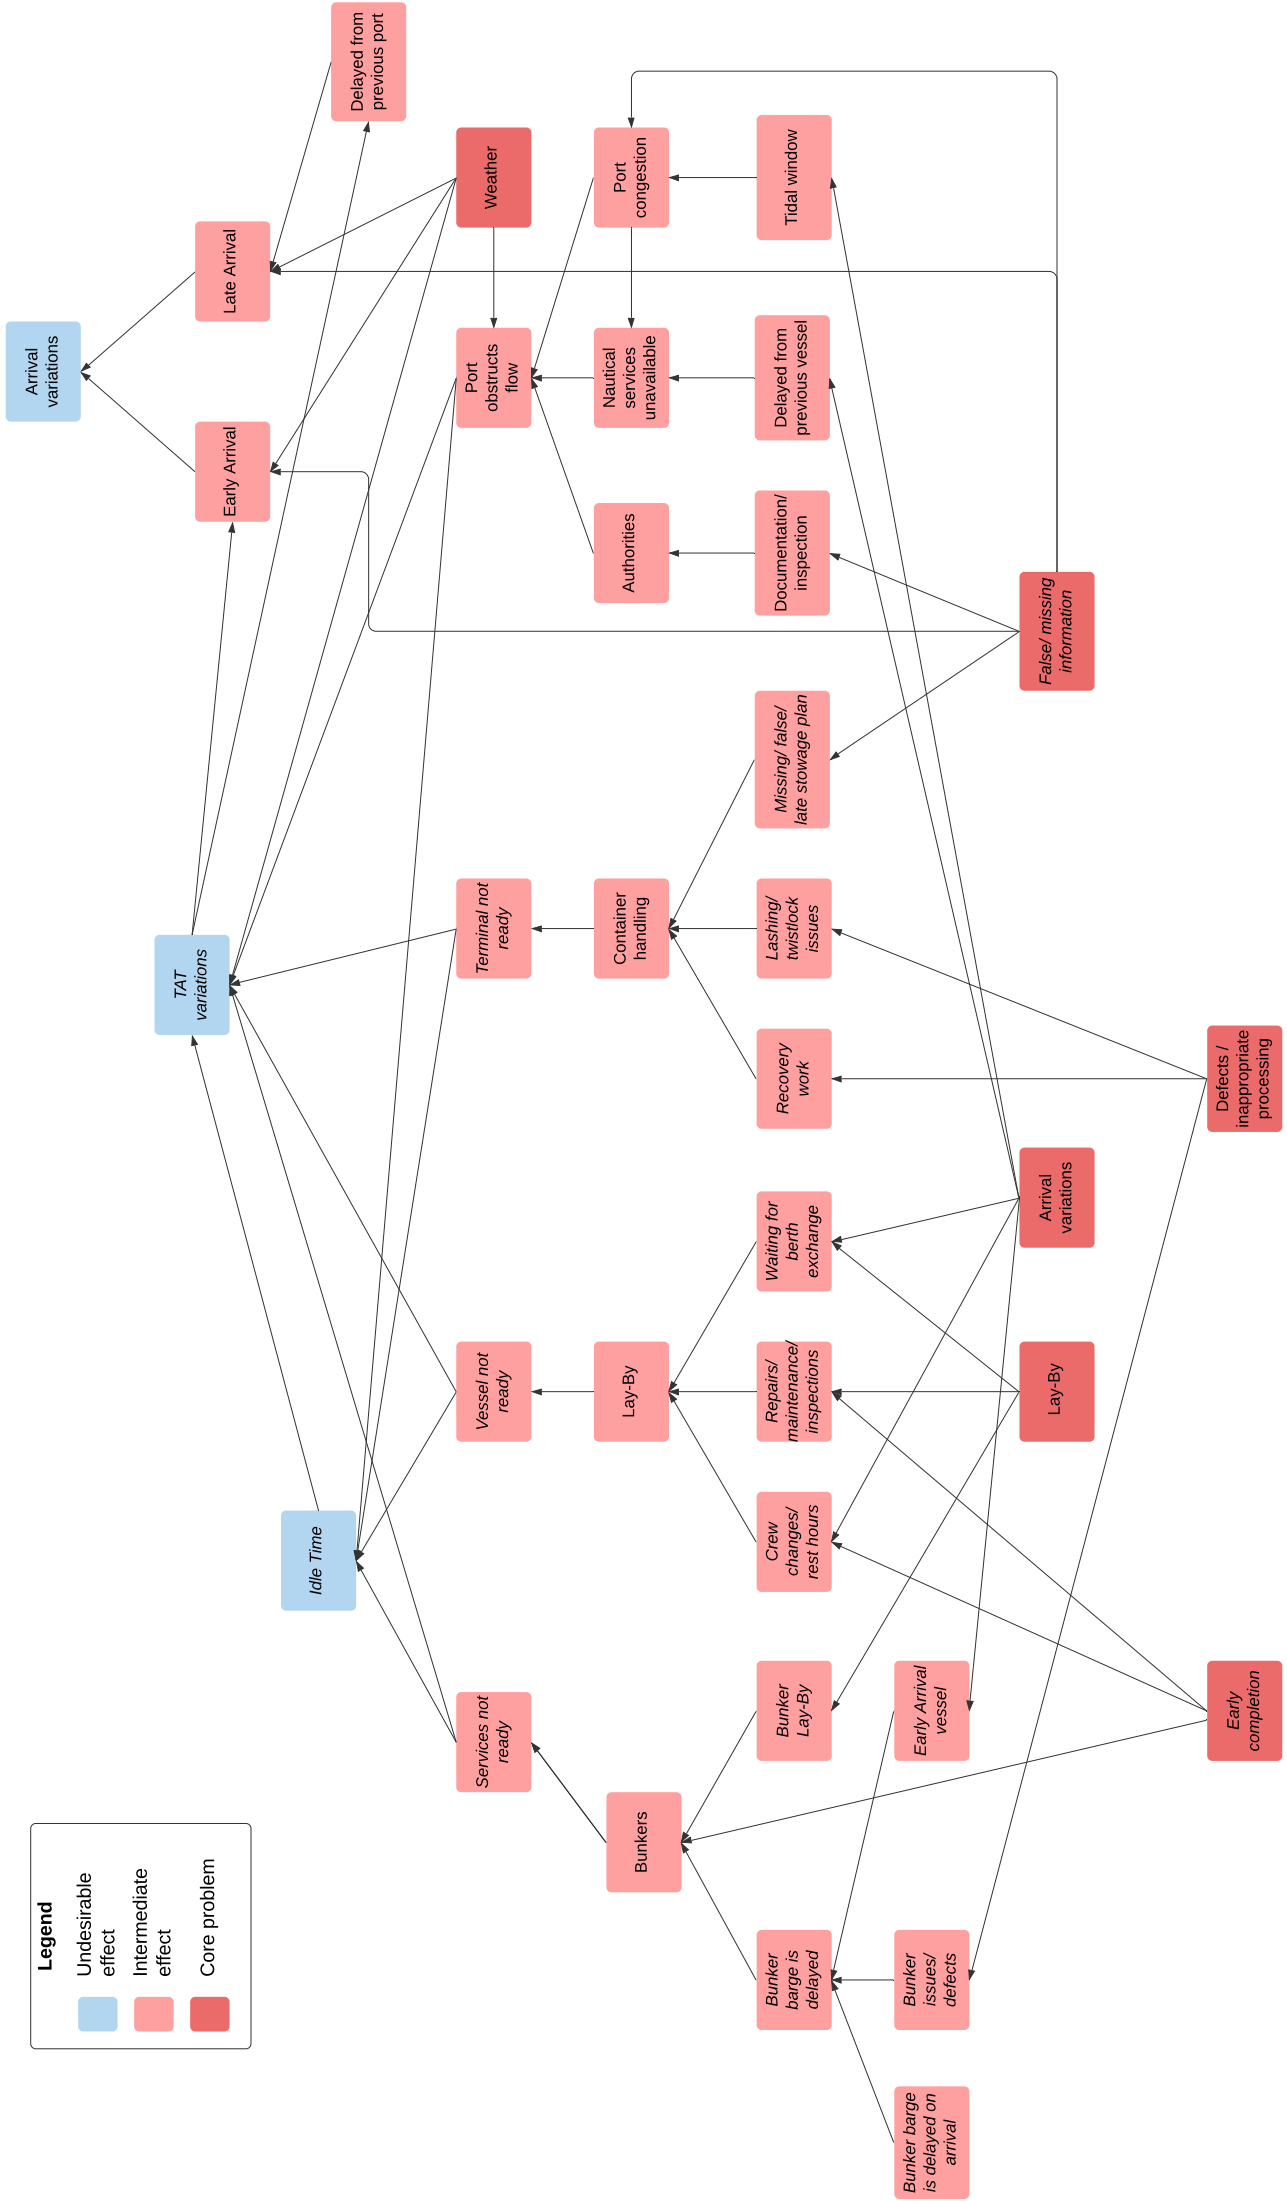 Legend
Undesirable
effect
Intermediate
effect
Core problem
Arrival
variations
TAT
variations
Early Arrival
Late Arrival
Idle Time
Delayed from
previous port
Services not
ready
Vessel not
ready
Terminal not
ready
Port
obstructs
flow
Weather
Bunkers
Lay-By
Container
handling
Authorities
Nautical
services
unavailable
Port
congestion
Bunker
barge is
delayed
Bunker
Lay-By
Crew
changes/
rest hours
Repairs/
maintenance/
inspections
Waiting for
berth
exchange
Recovery
work
Lashing/
twistlock
issues
Missing/ false/
late stowage plan
Documentation/
inspection
Delayed from
previous vessel
Tidal window
Bunker barge
is delayed on
arrival
Bunker
issues/
defects
Early Arrival
vessel
Lay-By
Arrival
variations
False/ missing
information
Early
completion
Defects /
inappropriate
processing